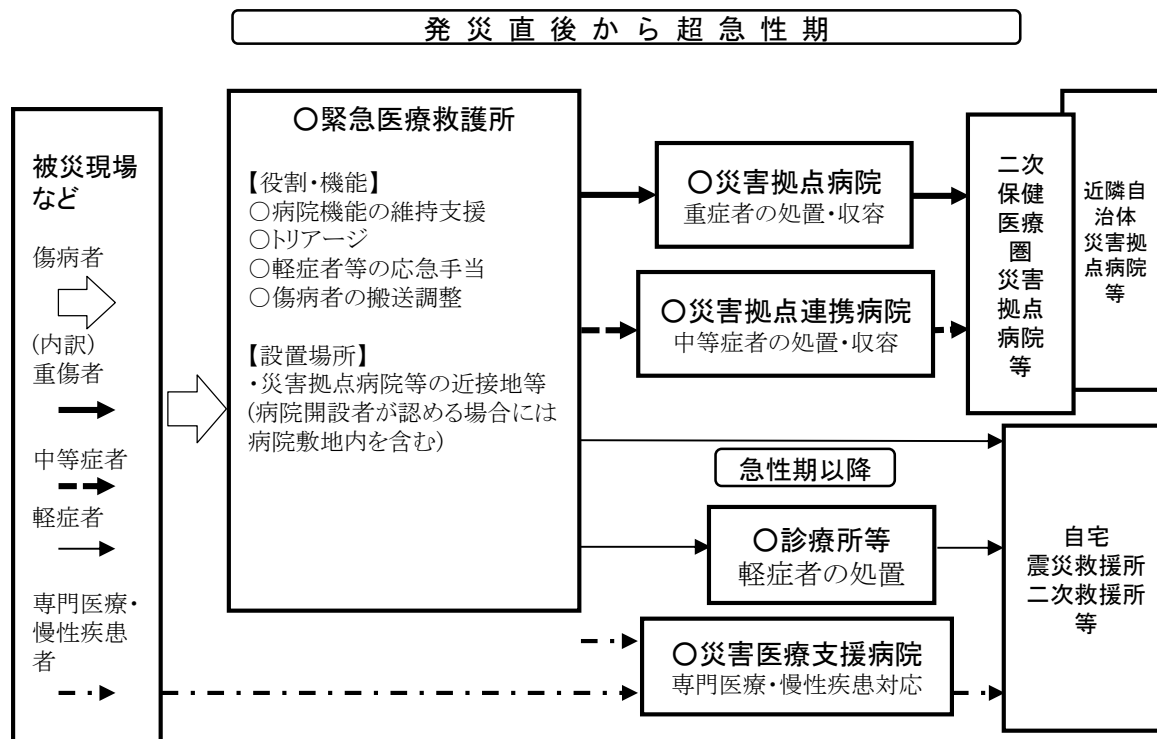 発災直後から超急性期
被災現場
など
傷病者
(内訳)
重傷者
中等症者
軽症者
専門医療・
慢性疾患
者
○緊急医療救護所
【役割・機能】
○病院機能の維持支援
○トリアージ
○軽症者等の応急手当
○傷病者の搬送調整
【設置場所】
・災害拠点病院等の近接地等
(病院開設者が認める場合には
病院敷地内を含む)
○災害拠点病院
重症者の処置・収容
○災害拠点連携病院
中等症者の処置・収容
急性期以降
○診療所等
軽症者の処置
○災害医療支援病院
専門医療・慢性疾患対応
二次
保健
医療
圏
災害
拠点
病院
等
近隣自
治体
災害拠
点病院
等
自宅
震災救援所
二次救援所
等